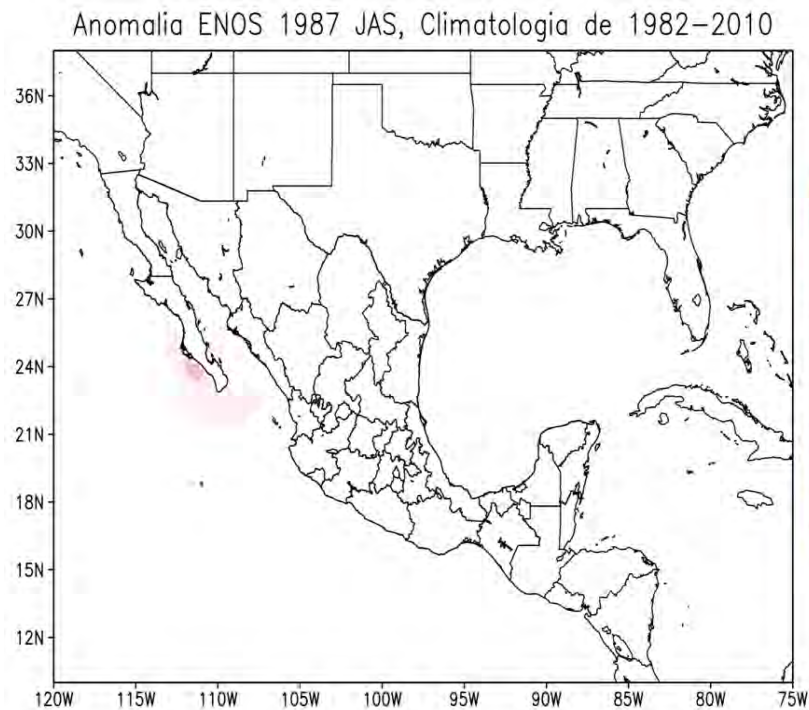 Anomalia ENOS 1987 JAS, Climatologia de 1982−2010
36N
33N
30N
27N
24N
21N
18N
15N
12N
120W 115W 110W 105W 100W 95W 90W 85W 80W 75W